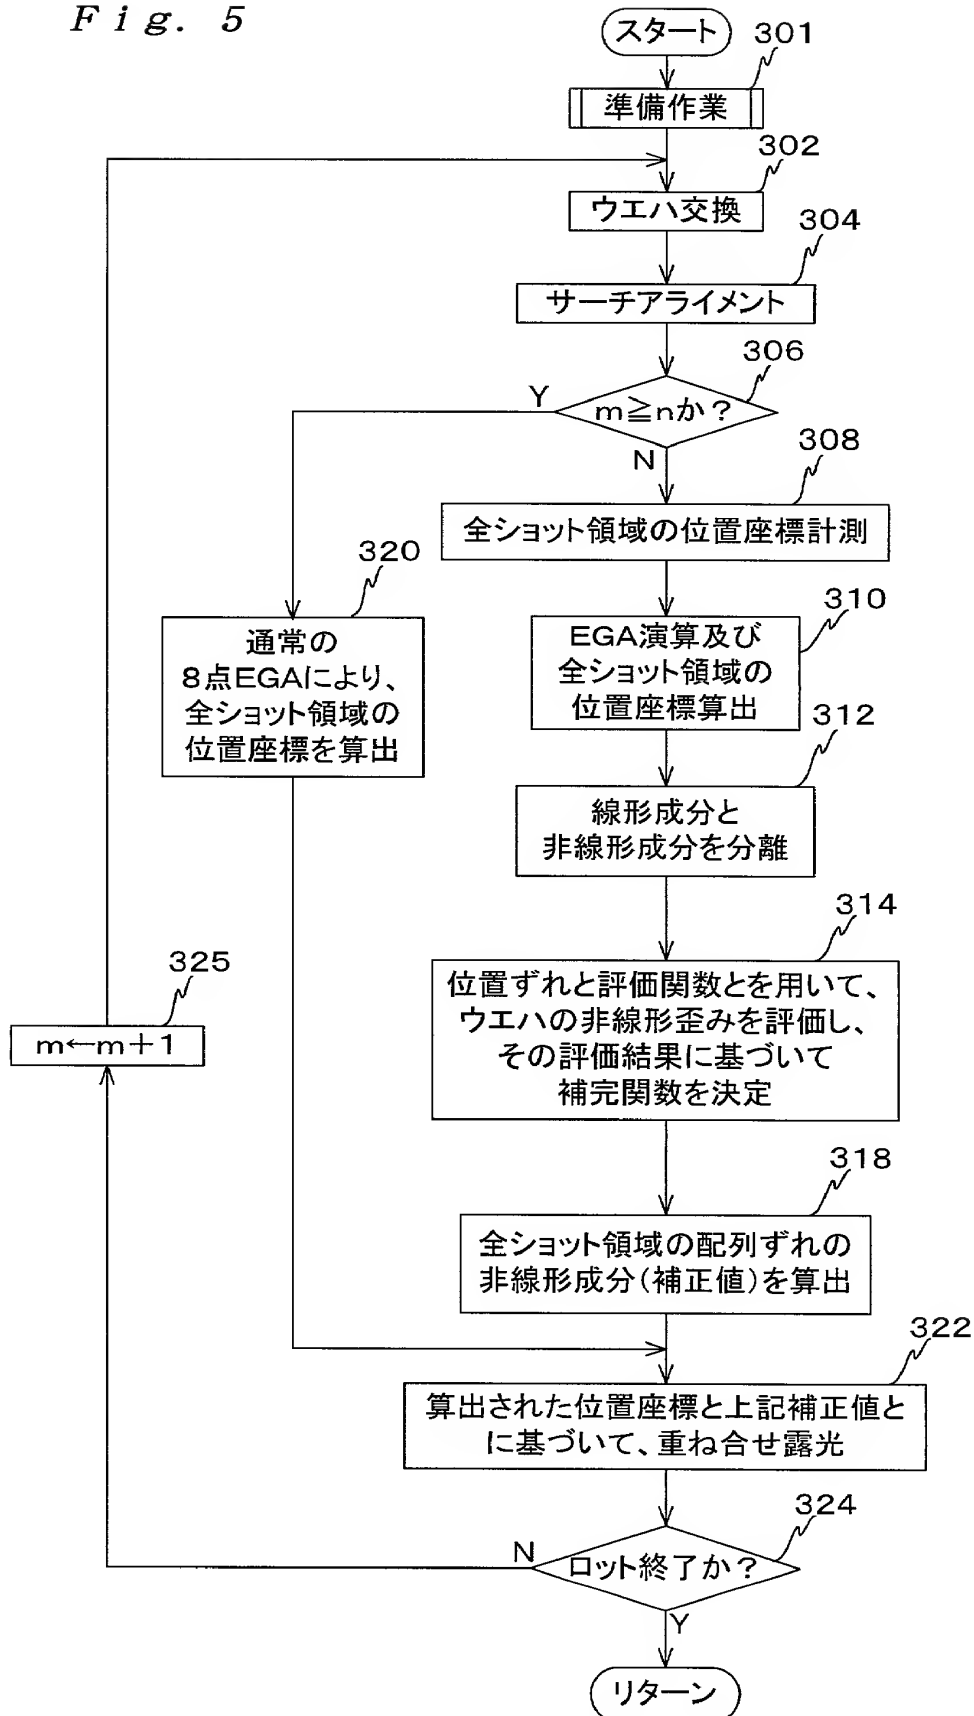 Fig. 5
スタート
301
準備作業
302
ウエハ交換
304
サーチアライメント
306
m≧nか?
Y
N
308
全ショット領域の位置座標計測
320
通常の
8点EGAにより、
全ショット領域の
位置座標を算出
310
EGA演算及び
全ショット領域の
位置座標算出
312
線形成分と
非線形成分を分離
314
位置ずれと評価関数とを用いて、
ウエハの非線形歪みを評価し、
その評価結果に基づいて
補完関数を決定
325
m←m+1
318
全ショット領域の配列ずれの
非線形成分(補正値)を算出
322
算出された位置座標と上記補正値と
に基づいて、重ね合せ露光
324
ロット終了か?
N
Y
リターン